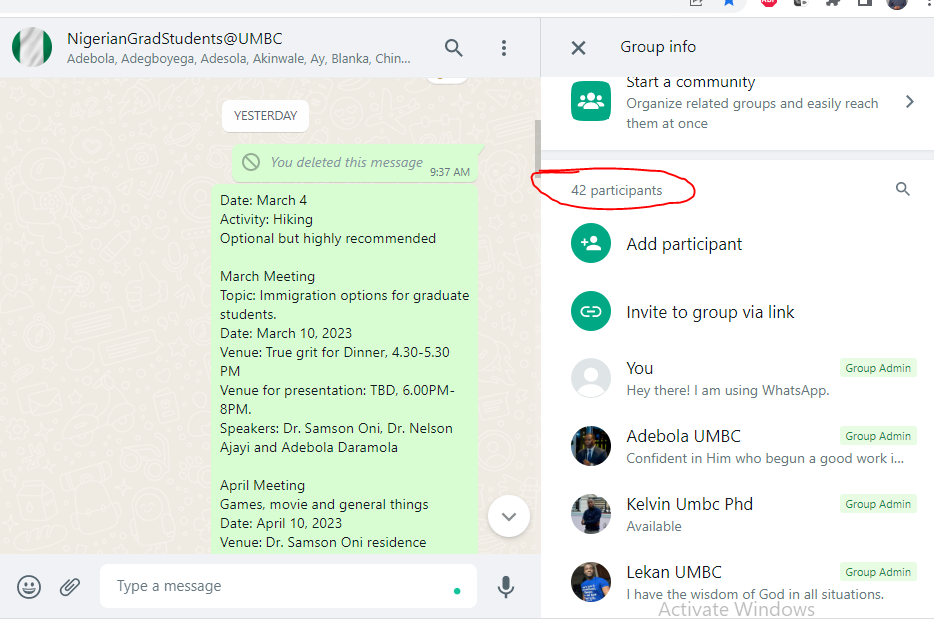 NigerianGradStudents@UMBC
Adebola, Adegboyega, Adesola, Akinwale, Ay, Blanka, Chin...
YESTERDAY
You deleted this message
9:37 AM
Date: March 4
Activity: Hiking
Optional but highly recommended
March Meeting
Topic: Immigration options for graduate
students.
Date: March 10, 2023
Venue: True grit for Dinner, 4.30-5.30
PM
Venue for presentation: TBD, 6.00PM-
8PM.
Speakers: Dr. Samson Oni, Dr. Nelson
Ajayi and Adebola Daramola
April Meeting
Games, movie and general things
Date: April 10, 2023
Venue: Dr. Samson Oni residence
Type a message
Group info
Start a community
Organize related groups and easily reach
them at once
42 participants
Add participant
Invite to group via link
You
Group Admin
Hey there! I am using WhatsApp.
Adebola UMBC
Group Admin
Confident in Him who begun a good work i...
Kelvin Umbc Phd
Group Admin
Available
Lekan UMBC
Group Admin
I have the wisdom of God in all situations.
Activate Windows